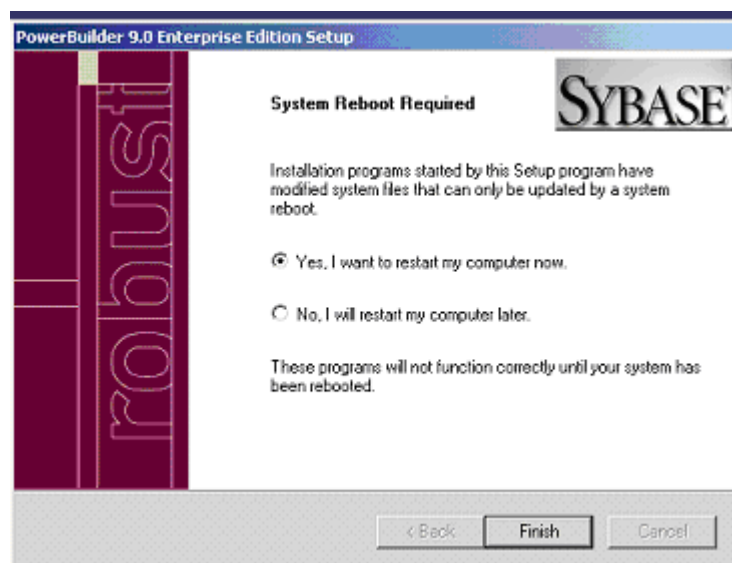 PowerBuilder 9.0 Enterprise Edition Setup
SYBASE
System Reboot Required
robust
Installation programs started by this Setup program have
modified system files that can only be updated by a system
reboot.
Yes, I want to restart my computer now.
No, I will restart my computer later.
These programs will not function correctly until your system has
been rebooted.
< Back
Finish
Cancel